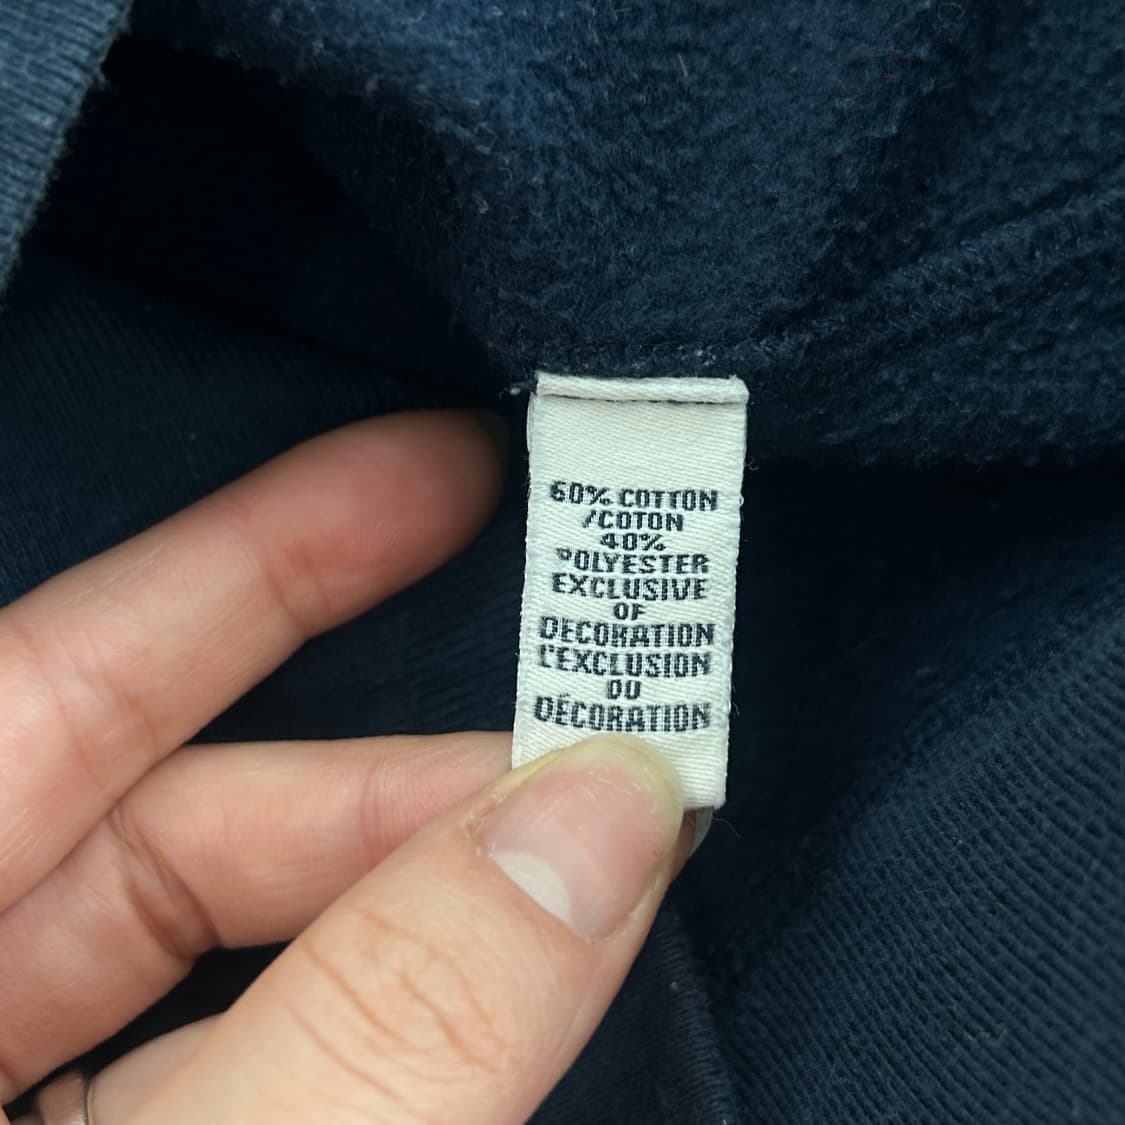 60% COTTON
/COTON
40%
POLYESTER
EXCLUSIVE
OF
DECORATION
L'EXCLUSION
DU
DÉCORATION